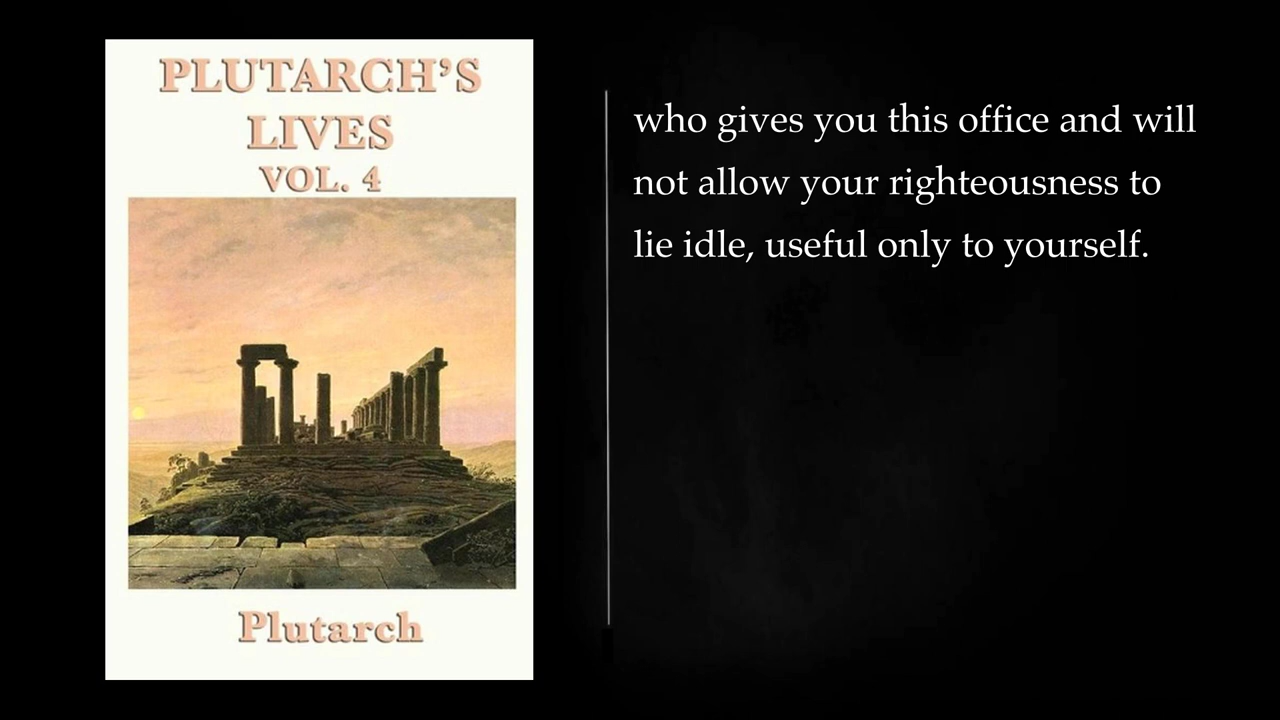 PLUTARCH'S
LIVES
VOL. 4
Plutarch
who gives you this office and will
not allow your righteousness to
lie idle, useful only to yourself.